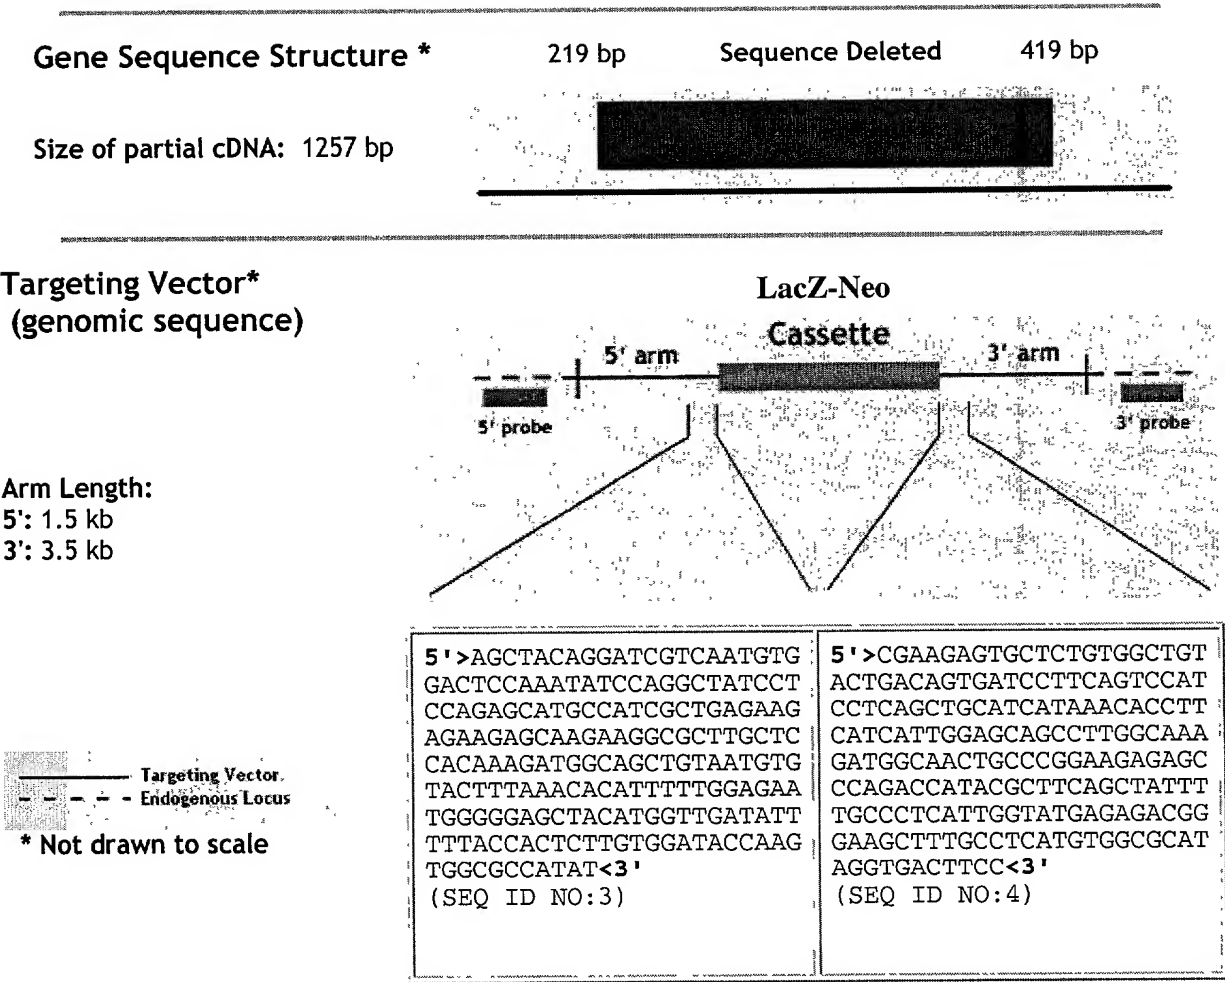 Gene Sequence Structure *
219 bp Sequence Deleted 419 bp
Size of partial cDNA: 1257 bp
Targeting Vector*
(genomic sequence)
LacZ-Neo
Cassette
5' arm
3' arm
5' probe
3' probe
Arm Length:
5': 1.5 kb
3': 3.5 kb
Targeting Vector
Endogenous Locus
* Not drawn to scale
5'>AGCTACAGGATCGTCAATGTG
GACTCCAAATATCCAGGCTATCCT
CCAGAGCATGCCATCGCTGAGAAG
AGAAGAGCAAGAAGGCGCTTGCTC
CACAAAGATGGCAGCTGTAATGTG
TACTTTAAACACATTTTTGGAGAA
TGGGGGAGCTACATGGTTGATATT
TTTACCACTCTTGTGGATACCAAG
TGGCGCCATAT<3'
(SEQ ID NO:3)
5'>CGAAGAGTGCTCTGTGGCTGT
ACTGACAGTGATCCTTCAGTCCAT
CCTCAGCTGCATCATAAACACCTT
CATCATTGGAGCAGCCTTGGCAAA
GATGGCAACTGCCCGGAAGAGAGC
CCAGACCATACGCTTCAGCTATTT
TGCCCTCATTGGTATGAGAGACGG
GAAGCTTTGCCTCATGTGGCGCAT
AGGTGACTTCC<3'
(SEQ ID NO:4)